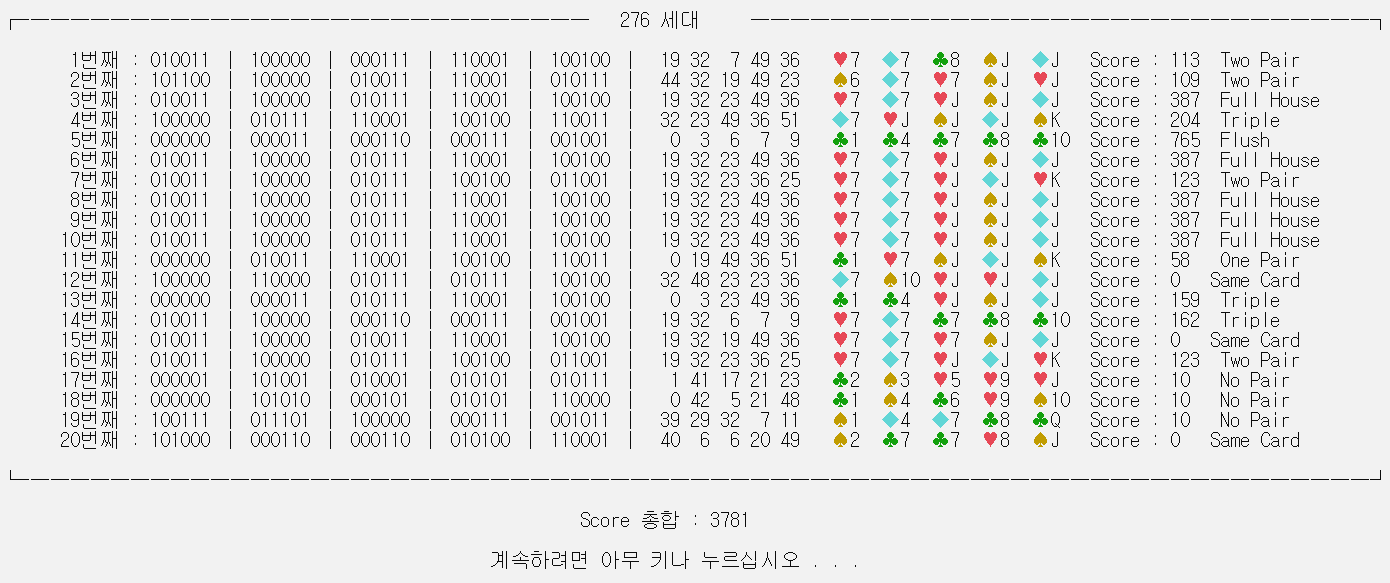 276 세대
1번째 : 010011 | 100000 | 000111 | 110001 | 100100 | 19 32 7 49 36 ♥7 ◆7 ♣8 ♠J ◆J Score : 113 Two Pair
2번째 : 101100 | 100000 | 010011 | 110001 | 010111 | 44 32 19 49 23 ♠6 ◆7 ♥7 ♠J ♥J Score : 109 Two Pair
3번째 : 010011 | 100000 | 010111 | 110001 | 100100 | 19 32 23 49 36 ♥7 ◆7 ♥J ♠J ◆J Score : 387 Full House
4번째 : 100000 | 010111 | 110001 | 100100 | 110011 | 32 23 49 36 51 ◆7 ♥J ♠J ◆J ♠K Score : 204 Triple
5번째 : 000000 | 000011 | 000110 | 000111 | 001001 | 0 3 6 7 9 ♣1 ♣4 ♣7 ♣8 ♣10 Score : 765 Flush
6번째 : 010011 | 100000 | 010111 | 110001 | 100100 | 19 32 23 49 36 ♥7 ◆7 ♥J ♠J ◆J Score : 387 Full House
7번째 : 010011 | 100000 | 010111 | 100100 | 011001 | 19 32 23 36 25 ♥7 ◆7 ♥J ◆J ♥K Score : 123 Two Pair
8번째 : 010011 | 100000 | 010111 | 110001 | 100100 | 19 32 23 49 36 ♥7 ◆7 ♥J ♠J ◆J Score : 387 Full House
9번째 : 010011 | 100000 | 010111 | 110001 | 100100 | 19 32 23 49 36 ♥7 ◆7 ♥J ♠J ◆J Score : 387 Full House
10번째 : 010011 | 100000 | 010111 | 110001 | 100100 | 19 32 23 49 36 ♥7 ◆7 ♥J ♠J ◆J Score : 387 Full House
11번째 : 000000 | 010011 | 110001 | 100100 | 110011 | 0 19 49 36 51 ♣1 ♥7 ♠J ◆J ♠K Score : 58 One Pair
12번째 : 100000 | 110000 | 010111 | 010111 | 100100 | 32 48 23 23 36 ◆7 ♠10 ♥J ♥J ◆J Score : 0 Same Card
13번째 : 000000 | 000011 | 010111 | 110001 | 100100 | 0 3 23 49 36 ♣1 ♣4 ♥J ♠J ◆J Score : 159 Triple
14번째 : 010011 | 100000 | 000110 | 000111 | 001001 | 19 32 6 7 9 ♥7 ◆7 ♣7 ♣8 ♣10 Score : 162 Triple
15번째 : 010011 | 100000 | 010011 | 110001 | 100100 | 19 32 19 49 36 ♥7 ◆7 ♥7 ♠J ◆J Score : 0 Same Card
16번째 : 010011 | 100000 | 010111 | 100100 | 011001 | 19 32 23 36 25 ♥7 ◆7 ♥J ◆J ♥K Score : 123 Two Pair
17번째 : 000001 | 101001 | 010001 | 010101 | 010111 | 1 41 17 21 23 ♣2 ♠3 ♥5 ♥9 ♥J Score : 10 No Pair
18번째 : 000000 | 101010 | 000101 | 010101 | 110000 | 0 42 5 21 48 ♣1 ♠4 ♣6 ♥9 ♠10 Score : 10 No Pair
19번째 : 100111 | 011101 | 100000 | 000111 | 001011 | 39 29 32 7 11 ♠1 ◆4 ◆7 ♣8 ♣Q Score : 10 No Pair
20번째 : 101000 | 000110 | 000110 | 010100 | 110001 | 40 6 6 20 49 ♠2 ♣7 ♣7 ♥8 ♠J Score : 0 Same Card
Score 총합 : 3781
계속하려면 아무 키나 누르십시오 . . .